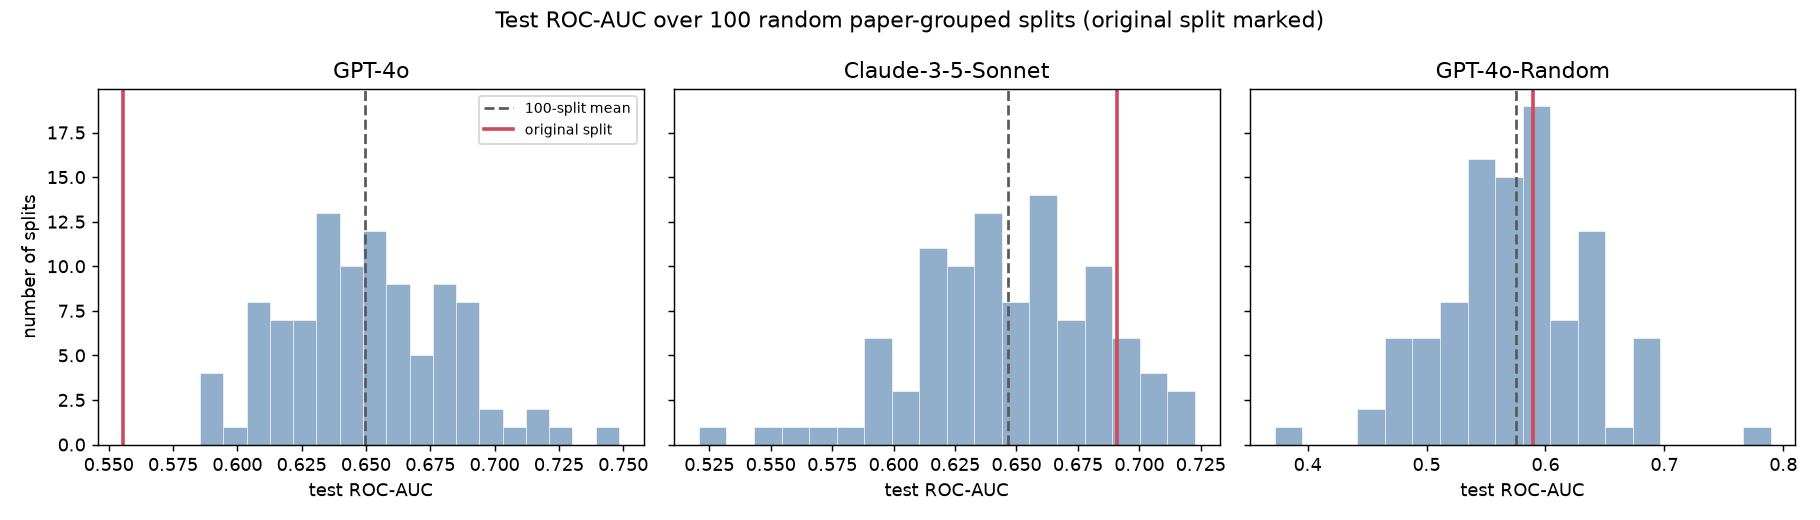 Test ROC-AUC over 100 random paper-grouped splits (original split marked)
GPT-4o
Claude-3-5-Sonnet
GPT-4o-Random
100-split mean
original split
number of splits
17.5
15.0
12.5
10.0
7.5
5.0
2.5
0.0
0.550 0.575 0.600 0.625 0.650 0.675 0.700 0.725 0.750
0.525 0.550 0.575 0.600 0.625 0.650 0.675 0.700 0.725
0.4 0.5 0.6 0.7 0.8
test ROC-AUC
test ROC-AUC
test ROC-AUC